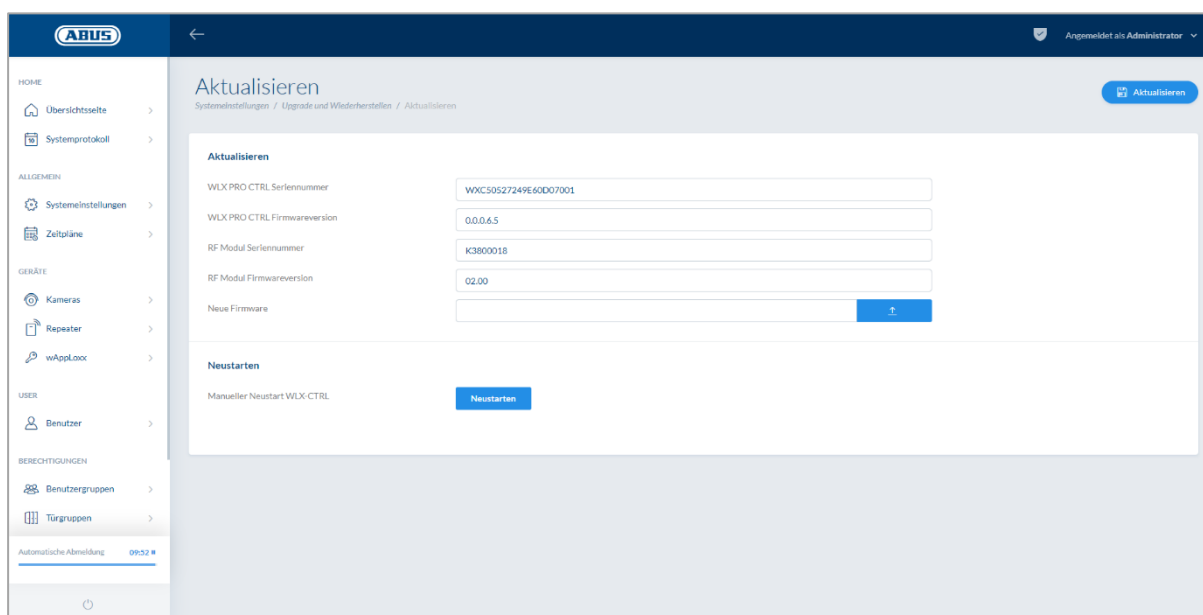 ABUS
Angemeldet als Administrator
HOME
Übersichtsseite
Systemprotokoll
ALLGEMEIN
Systemeinstellungen
Zeitpläne
GERÄTE
Kameras
Repeater
wAppLoxx
USER
Benutzer
BERECHTIGUNGEN
Benutzergruppen
Türgruppen
Automatische Abmeldung 09:52
Aktualisieren
Systemeinstellungen / Upgrade und Wiederherstellen / Aktualisieren
Aktualisieren
Aktualisieren
WLX PRO CTRL Seriennummer WXC50527249E60D07001
WLX PRO CTRL Firmwareversion 0.0.0.6.5
RF Modul Seriennummer K3800018
RF Modul Firmwareversion 02.00
Neue Firmware
Neustarten
Manueller Neustart WLX-CTRL Neustarten